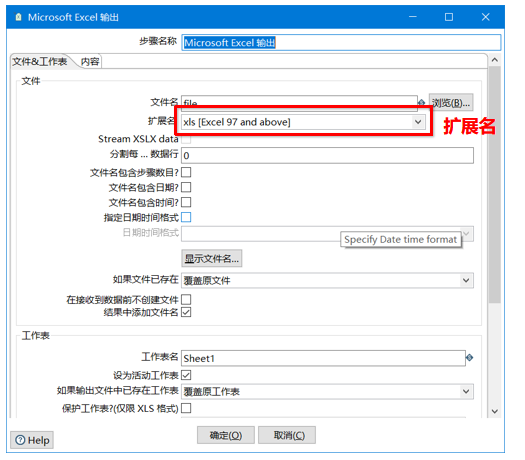 Microsoft Excel 输出
步骤名称 Microsoft Excel 输出
文件&工作表 内容
文件
文件名 file 浏览(B)...
扩展名 xls [Excel 97 and above] 扩展名
Stream XSLX data
分割每 ... 数据行 0
文件名包含步骤数目?
文件名包含日期?
文件名包含时间?
指定日期时间格式
日期时间格式
Specify Date time format
显示文件名...
如果文件已存在 覆盖原文件
在接收到数据前不创建文件
结果中添加文件名
工作表
工作表名 Sheet1
设为活动工作表
如果输出文件中已存在工作表 覆盖原工作表
保护工作表?(仅限 XLS 格式)
Help 确定(O) 取消(C)